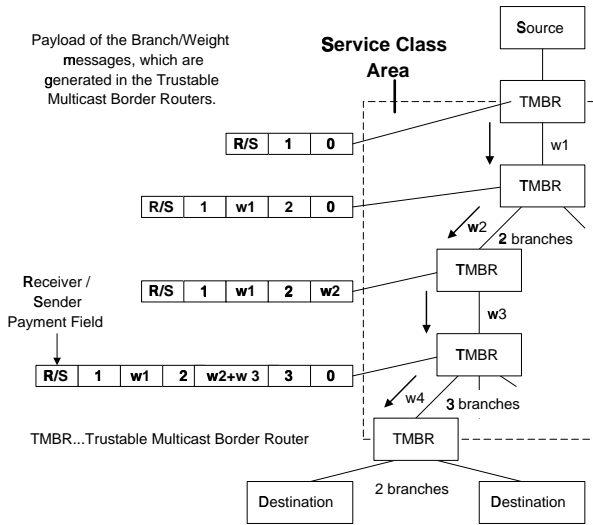 Payload of the Branch/Weight
messages, which are
generated in the Trustable
Multicast Border Routers.
Service Class
Area
Source
TMBR
R/S 1 0
w1
TMBR
R/S 1 w1 2 0
w2
2 branches
TMBR
R/S 1 w1 2 w2
Receiver /
Sender
Payment Field
w3
TMBR
R/S 1 w1 2 w2+w 3 3 0
w4
3 branches
TMBR...Trustable Multicast Border Router
TMBR
2 branches
Destination
Destination